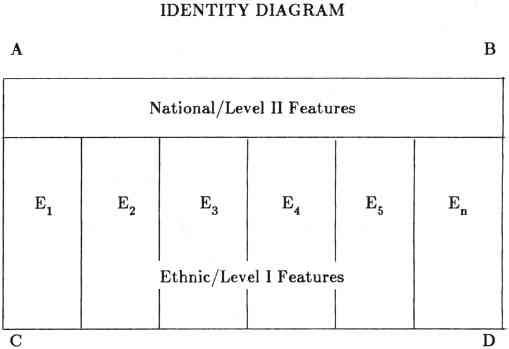 IDENTITY DIAGRAM
A B
National/Level II Features
E₁ E₂ E₃ E₄ E₅ Eₙ
Ethnic/Level I Features
C D